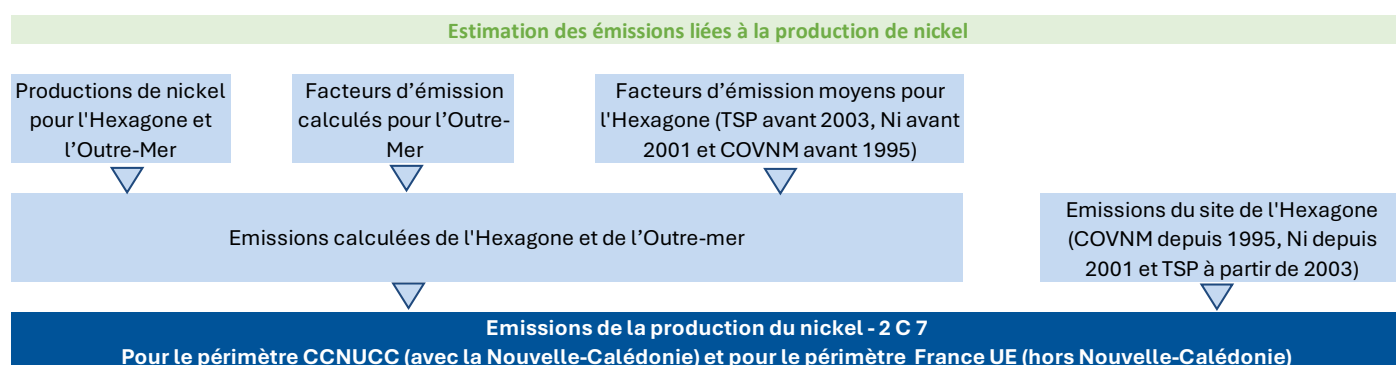 Estimation des émissions liées à la production de nickel
Productions de nickel
pour l'Hexagone et
l’Outre-Mer
Facteurs d’émission
calculés pour l’Outre-
Mer
Facteurs d’émission moyens pour
l'Hexagone (TSP avant 2003, Ni avant
2001 et COVNM avant 1995)
Emissions calculées de l'Hexagone et de l’Outre-mer
Emissions du site de l'Hexagone
(COVNM depuis 1995, Ni depuis
2001 et TSP à partir de 2003)
Emissions de la production du nickel - 2 C 7
Pour le périmètre CCNUCC (avec la Nouvelle-Calédonie) et pour le périmètre France UE (hors Nouvelle-Calédonie)